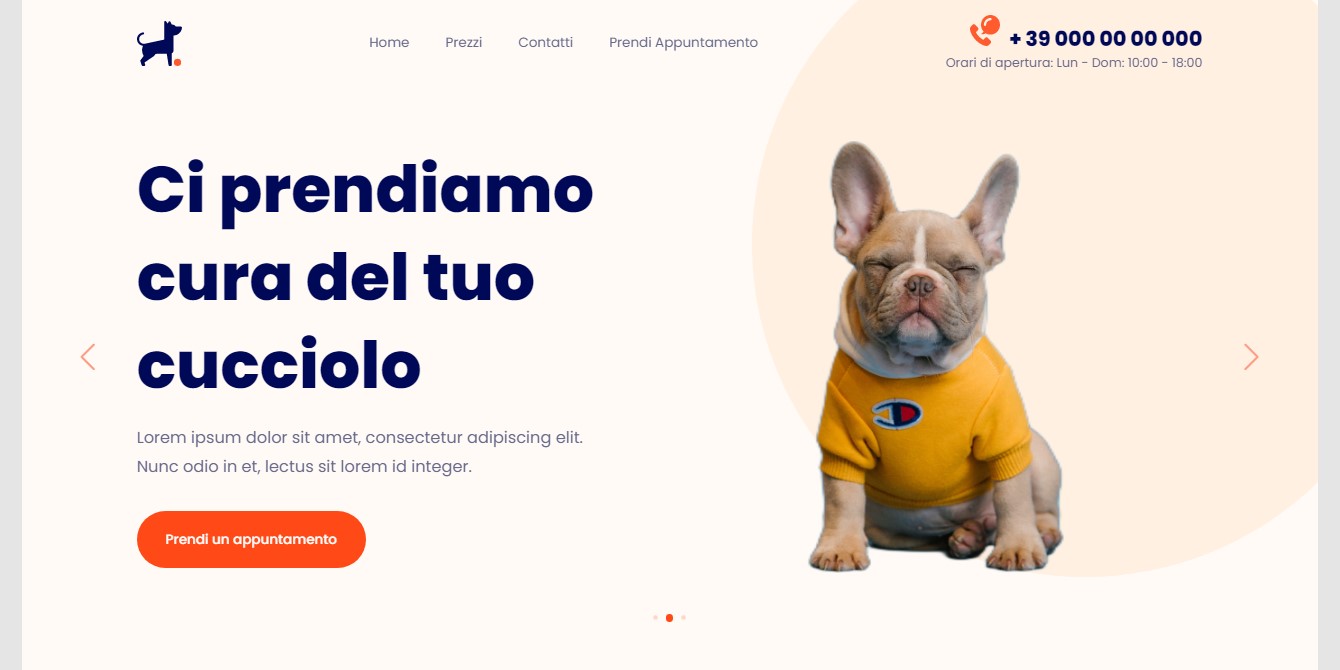 Home
Prezzi
Contatti
Prendi Appuntamento
+ 39 000 00 00 000
Orari di apertura: Lun - Dom: 10:00 - 18:00
Ci prendiamo
cura del tuo
cucciolo
Lorem ipsum dolor sit amet, consectetur adipiscing elit.
Nunc odio in et, lectus sit lorem id integer.
Prendi un appuntamento